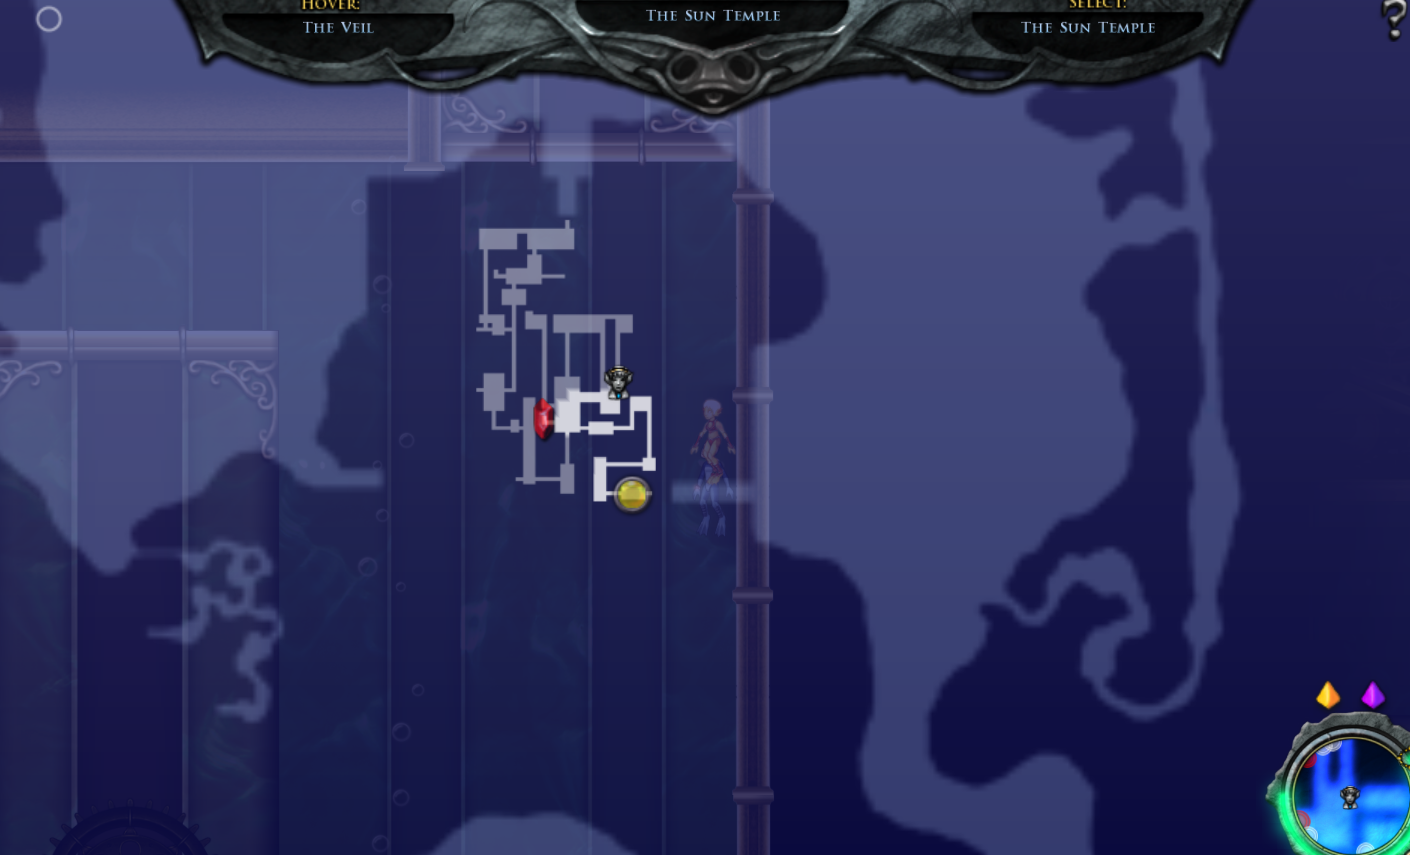 HOVER:
THE VEIL
THE SUN TEMPLE
SELECT:
THE SUN TEMPLE
?